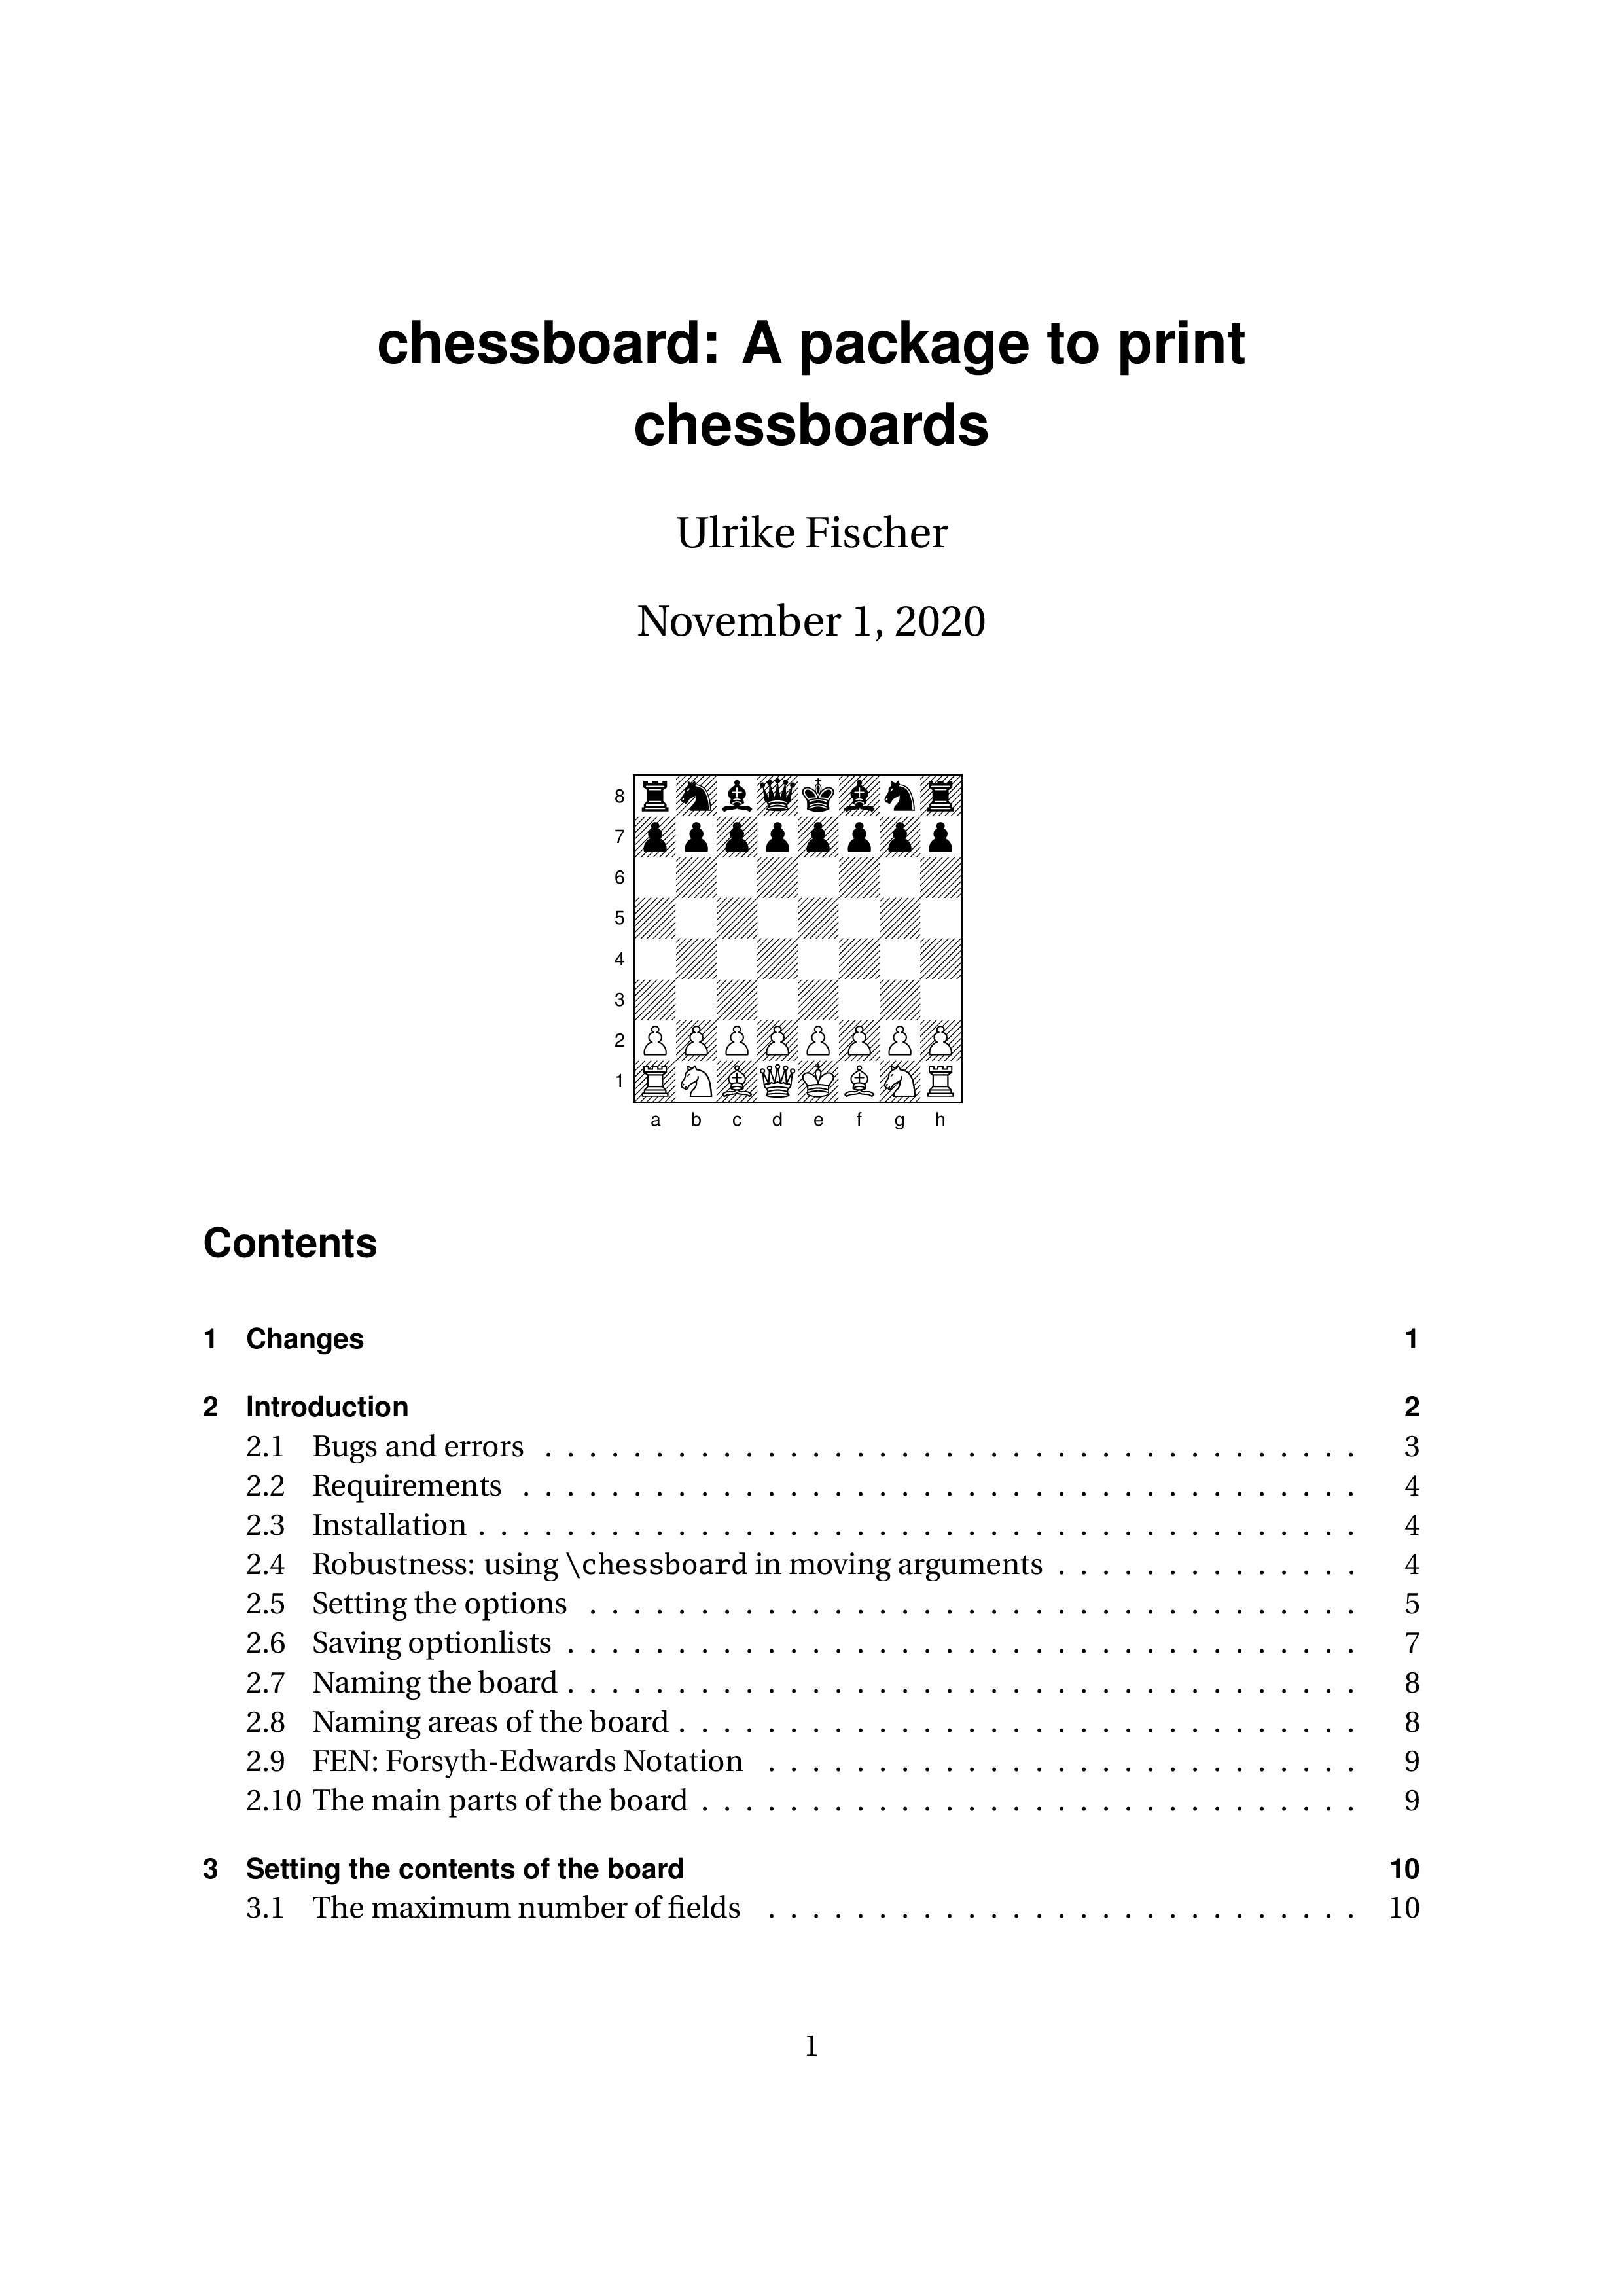 chessboard: A package to print
chessboards
Ulrike Fischer
November 1, 2020
8
7
6
5
4
3
2
1
a b c d e f g h
Contents
1 Changes 1
2 Introduction 2
2.1 Bugs and errors . . . . . . . . . . . . . . . . . . . . . . . . . . . . . . . . . . . . . 3
2.2 Requirements . . . . . . . . . . . . . . . . . . . . . . . . . . . . . . . . . . . . . . 4
2.3 Installation . . . . . . . . . . . . . . . . . . . . . . . . . . . . . . . . . . . . . . . . 4
2.4 Robustness: using \chessboard in moving arguments . . . . . . . . . . . . . . 4
2.5 Setting the options . . . . . . . . . . . . . . . . . . . . . . . . . . . . . . . . . . . 5
2.6 Saving optionlists . . . . . . . . . . . . . . . . . . . . . . . . . . . . . . . . . . . . 7
2.7 Naming the board . . . . . . . . . . . . . . . . . . . . . . . . . . . . . . . . . . . . 8
2.8 Naming areas of the board . . . . . . . . . . . . . . . . . . . . . . . . . . . . . . . 8
2.9 FEN: Forsyth-Edwards Notation . . . . . . . . . . . . . . . . . . . . . . . . . . . 9
2.10 The main parts of the board . . . . . . . . . . . . . . . . . . . . . . . . . . . . . . 9
3 Setting the contents of the board 10
3.1 The maximum number of fields . . . . . . . . . . . . . . . . . . . . . . . . . . . 10
1